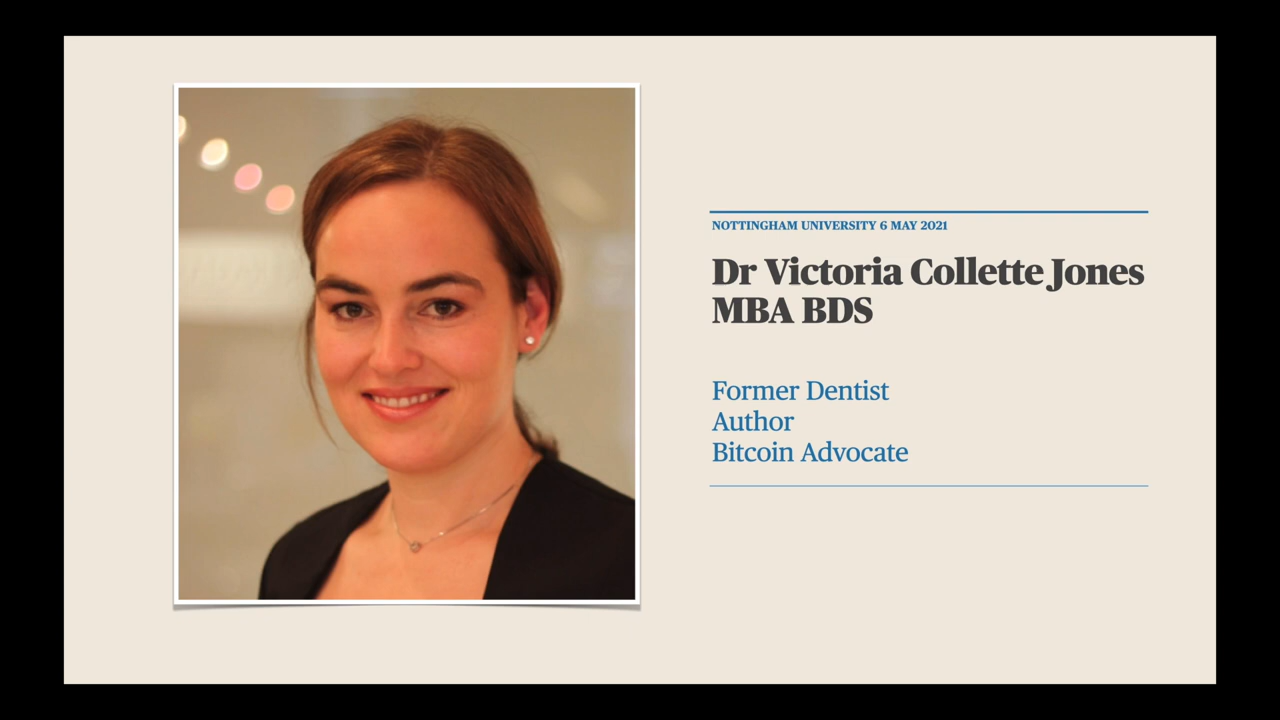 NOTTINGHAM UNIVERSITY 6 MAY 2021
Dr Victoria Collette Jones
MBA BDS
Former Dentist
Author
Bitcoin Advocate